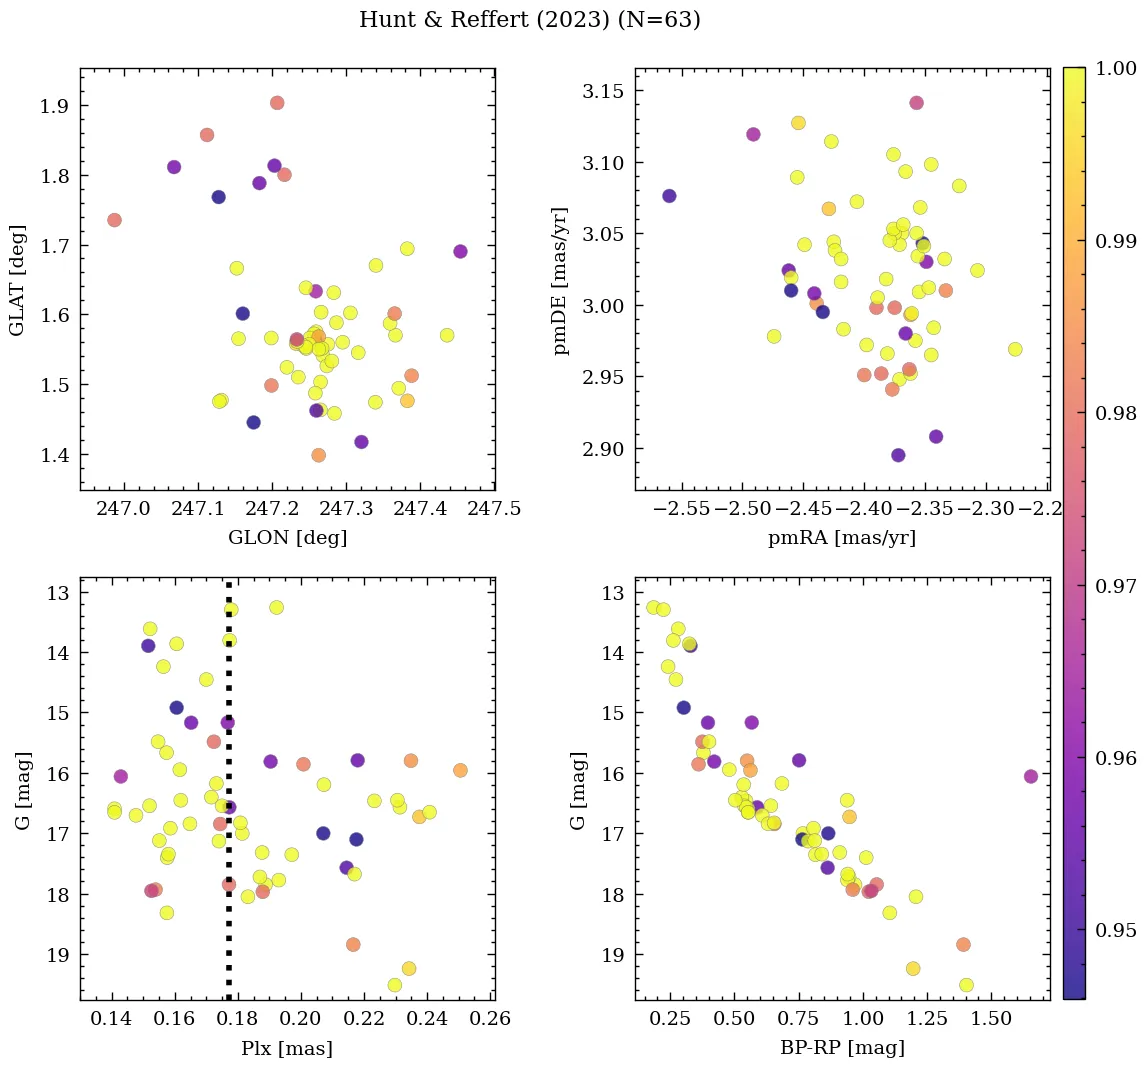 Hunt & Reffert (2023) (N=63)
1.9
1.8
1.7
1.6
1.5
1.4
GLAT [deg]
247.0 247.1 247.2 247.3 247.4 247.5
GLON [deg]
3.15
3.10
3.05
3.00
2.95
2.90
pmDE [mas/yr]
−2.55 −2.50 −2.45 −2.40 −2.35 −2.30 −2.2
pmRA [mas/yr]
13
14
15
16
17
18
19
G [mag]
0.14 0.16 0.18 0.20 0.22 0.24 0.26
Plx [mas]
13
14
15
16
17
18
19
G [mag]
0.25 0.50 0.75 1.00 1.25 1.50
BP-RP [mag]
1.00
0.99
0.98
0.97
0.96
0.95